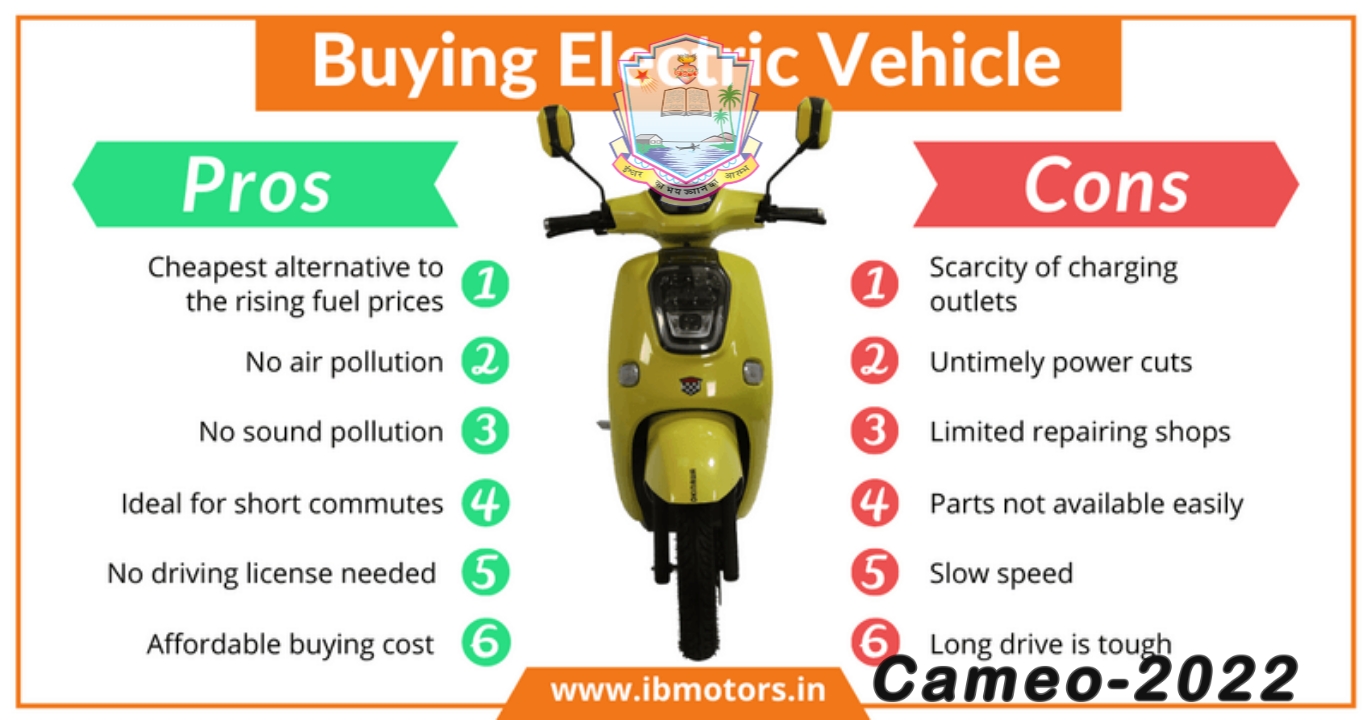 Buying Electric Vehicle
Pros
Cheapest alternative to
the rising fuel prices
1
No air pollution 2
No sound pollution 3
Ideal for short commutes 4
No driving license needed 5
Affordable buying cost 6
Cons
1 Scarcity of charging
outlets
2 Untimely power cuts
3 Limited repairing shops
4 Parts not available easily
5 Slow speed
6 Long drive is tough
www.ibmotors.in
Cameo-2022